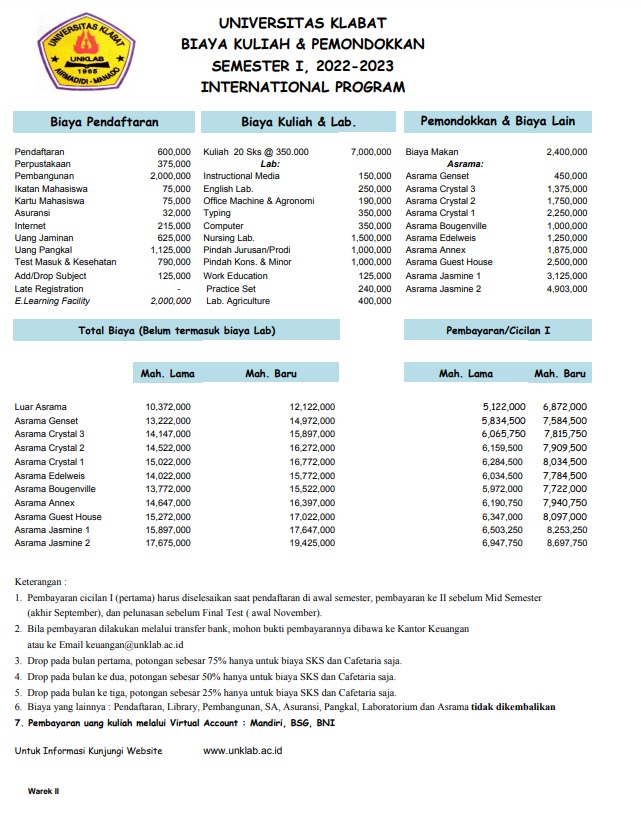 UNIVERSITAS KLABAT
UNKLAB
1965
AIRMADIDI - MANADO
UNIVERSITAS KLABAT
BIAYA KULIAH & PEMONDOKKAN
SEMESTER I, 2022-2023
INTERNATIONAL PROGRAM
Biaya Pendaftaran Biaya Kuliah & Lab. Pemondokkan & Biaya Lain
Pendaftaran 600,000 Kuliah 20 Sks @ 350.000 7,000,000 Biaya Makan 2,400,000
Perpustakaan 375,000 Lab: Asrama:
Pembangunan 2,000,000 Instructional Media 150,000 Asrama Genset 450,000
Ikatan Mahasiswa 75,000 English Lab. 250,000 Asrama Crystal 3 1,375,000
Kartu Mahasiswa 75,000 Office Machine & Agronomi 190,000 Asrama Crystal 2 1,750,000
Asuransi 32,000 Typing 350,000 Asrama Crystal 1 2,250,000
Internet 215,000 Computer 350,000 Asrama Bougenville 1,000,000
Uang Jaminan 625,000 Nursing Lab. 1,500,000 Asrama Edelweis 1,250,000
Uang Pangkal 1,125,000 Pindah Jurusan/Prodi 1,000,000 Asrama Annex 1,875,000
Test Masuk & Kesehatan 790,000 Pindah Kons. & Minor 1,000,000 Asrama Guest House 2,500,000
Add/Drop Subject 125,000 Work Education 125,000 Asrama Jasmine 1 3,125,000
Late Registration - Practice Set 240,000 Asrama Jasmine 2 4,903,000
E.Learning Facility 2,000,000 Lab. Agriculture 400,000
Total Biaya (Belum termasuk biaya Lab) Pembayaran/Cicilan I
Mah. Lama Mah. Baru Mah. Lama Mah. Baru
Luar Asrama 10,372,000 12,122,000 5,122,000 6,872,000
Asrama Genset 13,222,000 14,972,000 5,834,500 7,584,500
Asrama Crystal 3 14,147,000 15,897,000 6,065,750 7,815,750
Asrama Crystal 2 14,522,000 16,272,000 6,159,500 7,909,500
Asrama Crystal 1 15,022,000 16,772,000 6,284,500 8,034,500
Asrama Edelweis 14,022,000 15,772,000 6,034,500 7,784,500
Asrama Bougenville 13,772,000 15,522,000 5,972,000 7,722,000
Asrama Annex 14,647,000 16,397,000 6,190,750 7,940,750
Asrama Guest House 15,272,000 17,022,000 6,347,000 8,097,000
Asrama Jasmine 1 15,897,000 17,647,000 6,503,250 8,253,250
Asrama Jasmine 2 17,675,000 19,425,000 6,947,750 8,697,750
Keterangan :
1. Pembayaran cicilan I (pertama) harus diselesaikan saat pendaftaran di awal semester, pembayaran ke II sebelum Mid Semester
(akhir September), dan pelunasan sebelum Final Test ( awal November).
2. Bila pembayaran dilakukan melalui transfer bank, mohon bukti pembayarannya dibawa ke Kantor Keuangan
atau ke Email keuangan@unklab.ac.id
3. Drop pada bulan pertama, potongan sebesar 75% hanya untuk biaya SKS dan Cafetaria saja.
4. Drop pada bulan ke dua, potongan sebesar 50% hanya untuk biaya SKS dan Cafetaria saja.
5. Drop pada bulan ke tiga, potongan sebesar 25% hanya untuk biaya SKS dan Cafetaria saja.
6. Biaya yang lainnya : Pendaftaran, Library, Pembangunan, SA, Asuransi, Pangkal, Laboratorium dan Asrama tidak dikembalikan
7. Pembayaran uang kuliah melalui Virtual Account : Mandiri, BSG, BNI
Untuk Informasi Kunjungi Website www.unklab.ac.id
Warek II